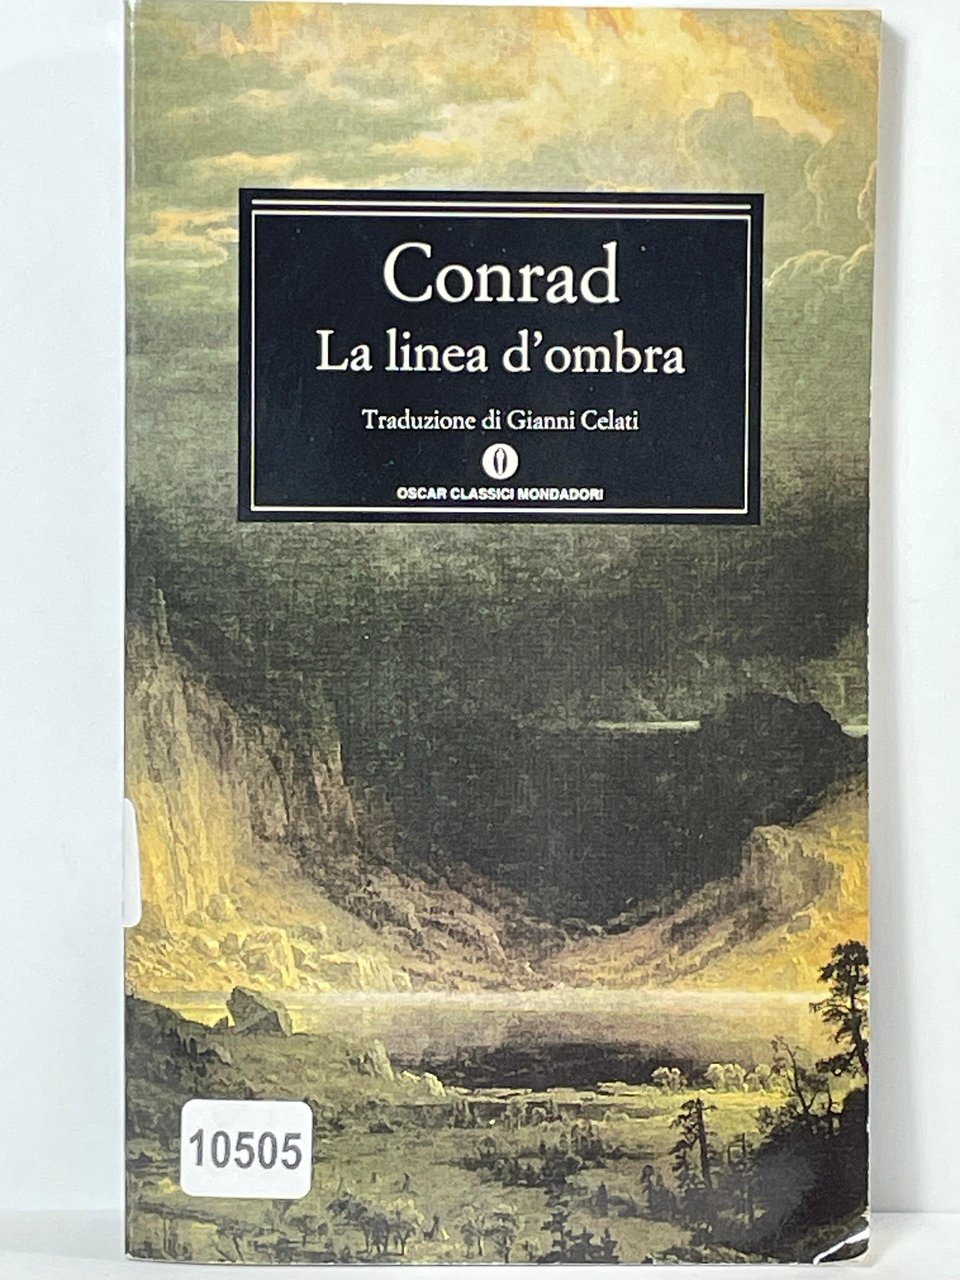 Conrad
La linea d'ombra
Traduzione di Gianni Celati
OSCAR CLASSICI MONDADORI
10505